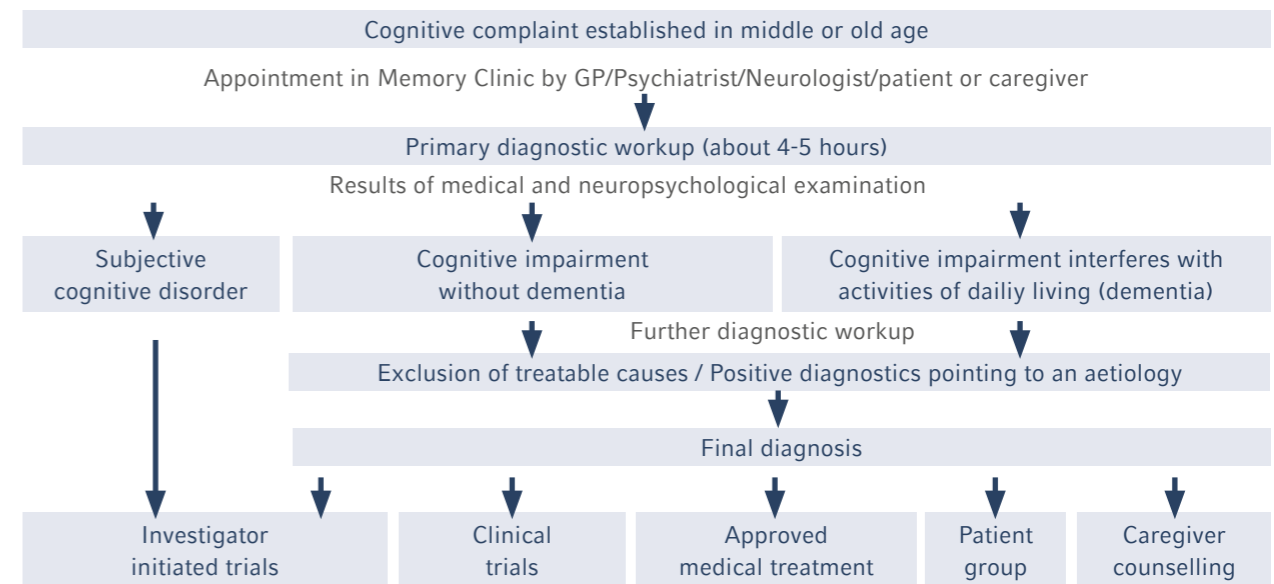 Cognitive complaint established in middle or old age
Appointment in Memory Clinic by GP/Psychiatrist/Neurologist/patient or caregiver
Primary diagnostic workup (about 4-5 hours)
Results of medical and neuropsychological examination
Subjective
cognitive disorder
Cognitive impairment
without dementia
Cognitive impairment interferes with
activities of dailiy living (dementia)
Further diagnostic workup
Exclusion of treatable causes / Positive diagnostics pointing to an aetiology
Final diagnosis
Investigator
initiated trials
Clinical
trials
Approved
medical treatment
Patient
group
Caregiver
counselling